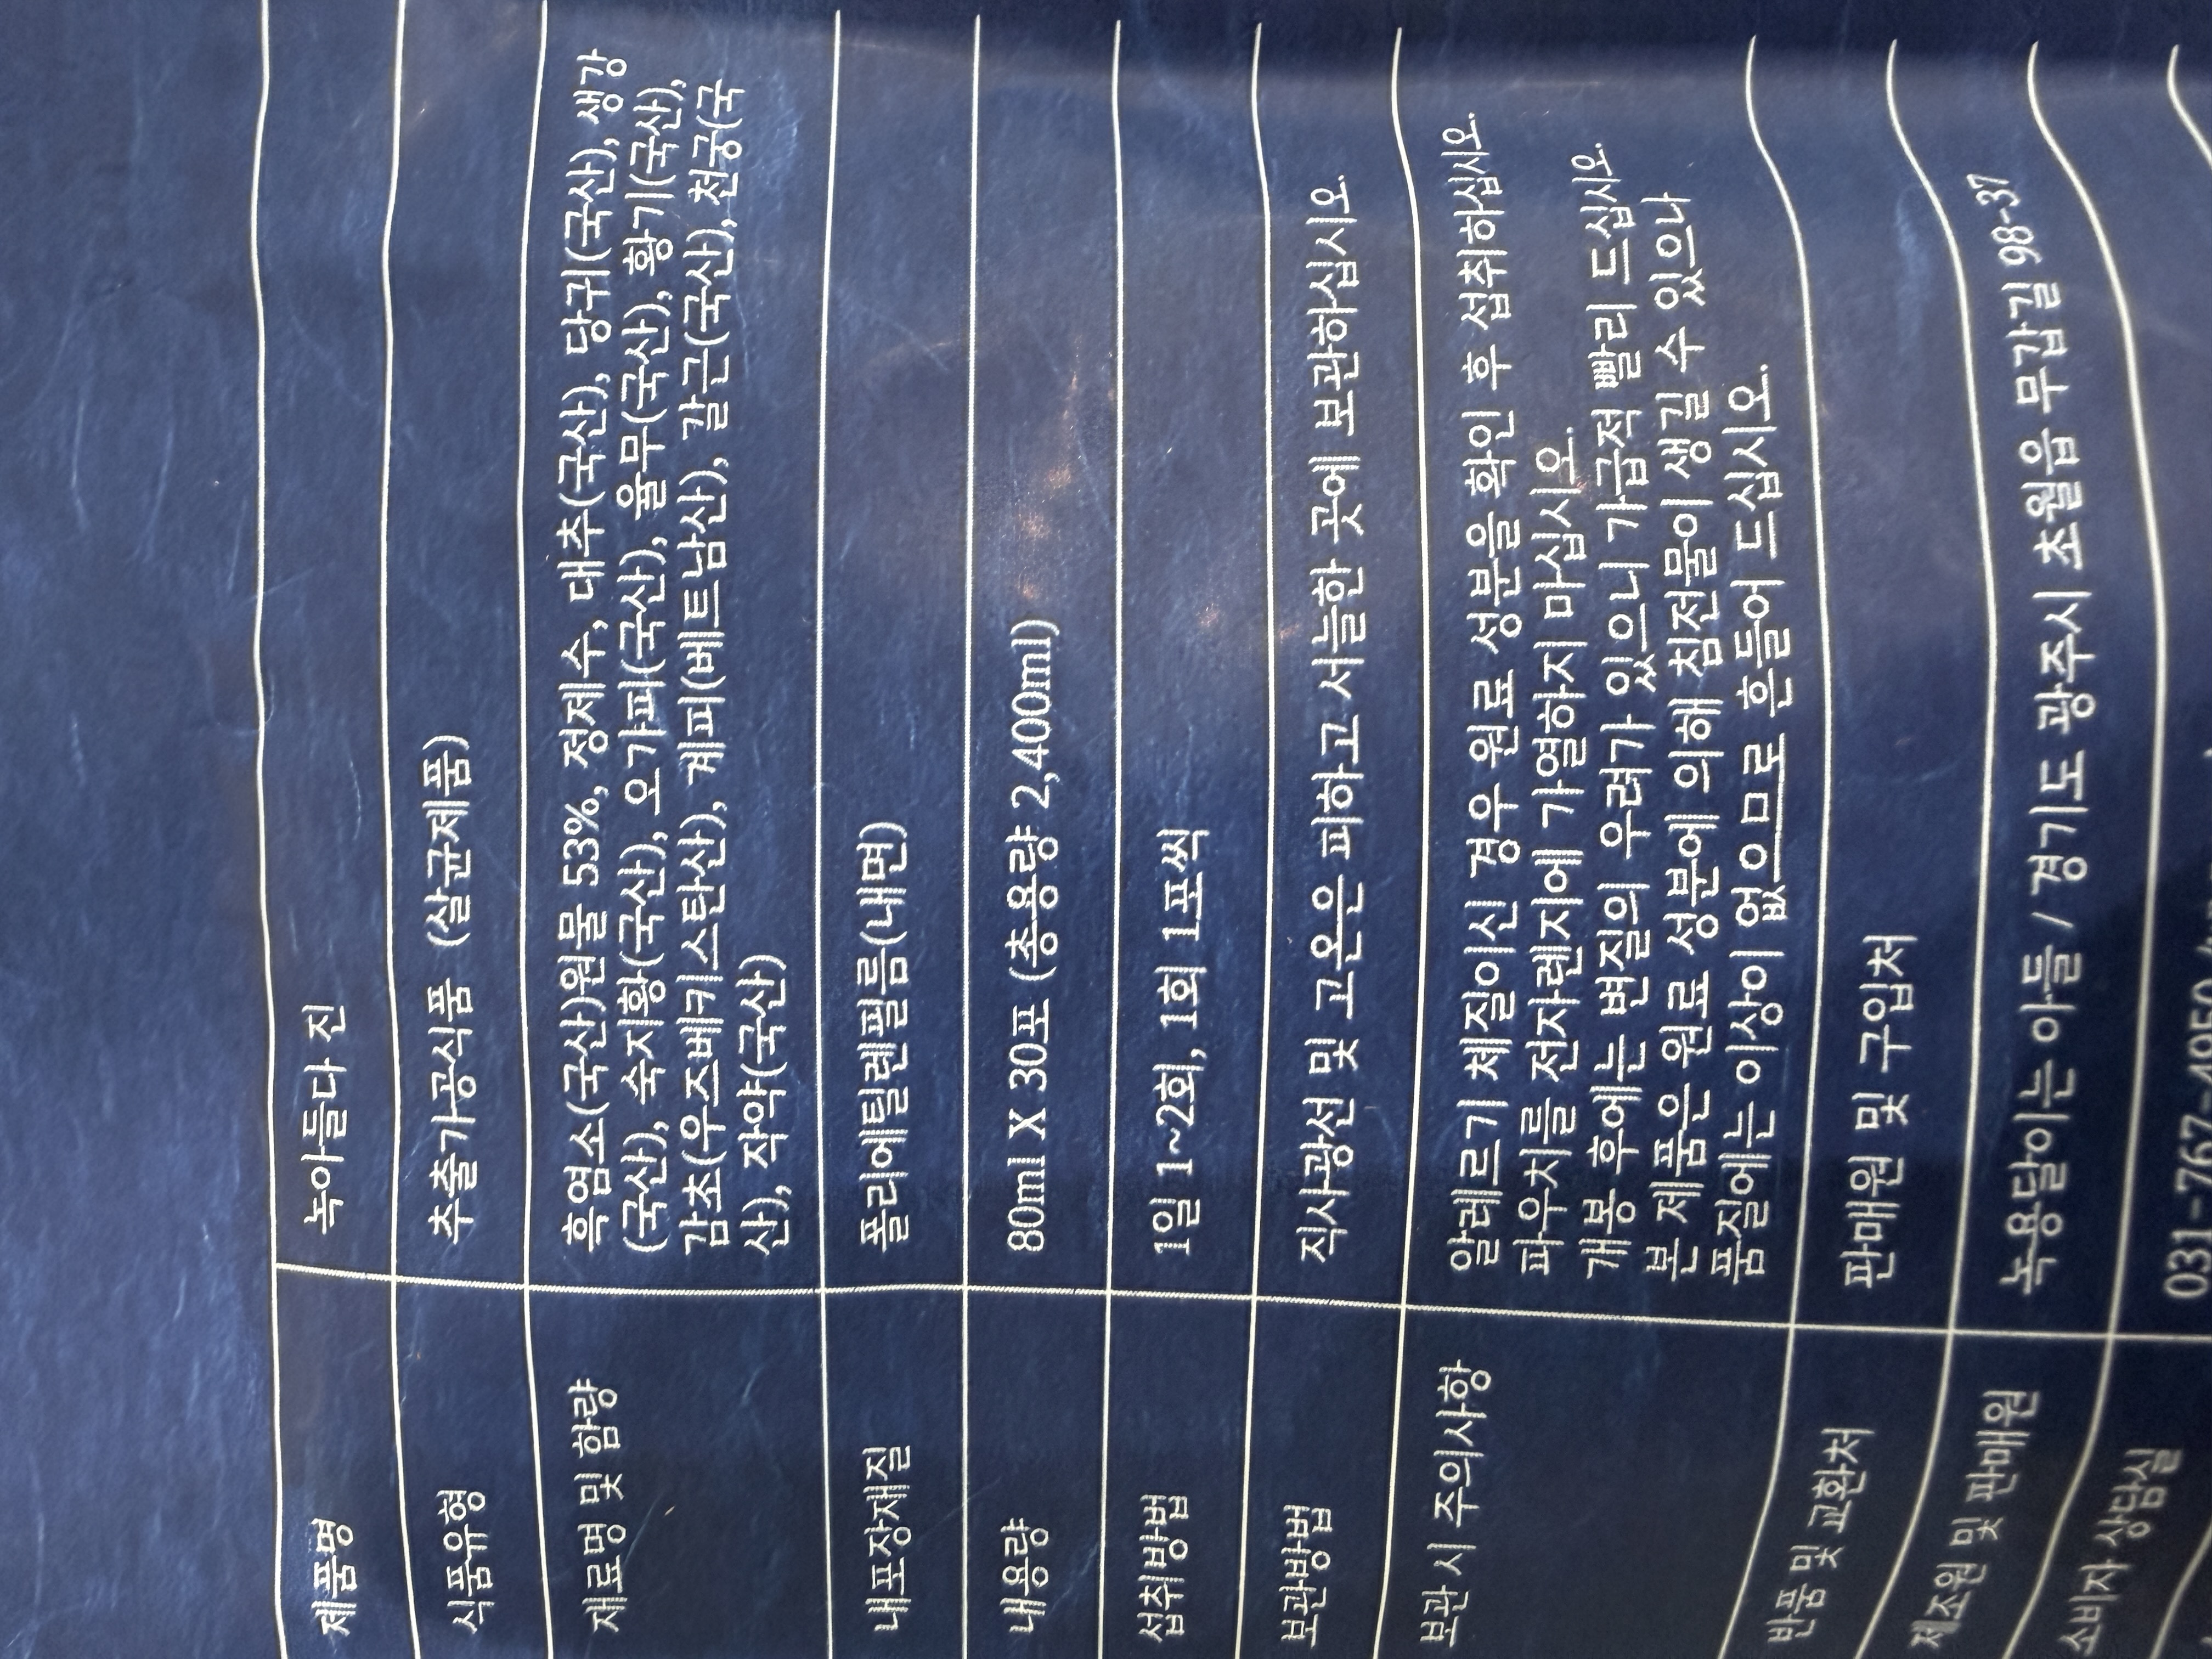 제품명 녹아들다 진
식품유형 추출가공식품 (살균제품)
재료명 및 함량 흑염소(국산)원물 53%, 정제수, 대추(국산), 당귀(국산), 생강
(국산), 숙지황(국산), 오가피(국산), 율무(국산), 황기(국산),
감초(우즈베키스탄산), 계피(베트남산), 갈근(국산), 천궁(국
산), 작약(국산)
내포장재질 폴리에틸렌필름(내면)
내용량 80ml X 30포 (총용량 2,400ml)
섭취방법 1일 1~2회, 1회 1포씩
보관방법 직사광선 및 고온은 피하고 서늘한 곳에 보관하십시오.
보관 시 주의사항 알레르기 체질이신 경우 원료 성분을 확인 후 섭취하십시오.
파우치를 전자렌지에 가열하지 마십시오.
개봉 후에는 변질의 우려가 있으니 가급적 빨리 드십시오.
본 제품은 원료 성분에 의해 침전물이 생길 수 있으나
품질에는 이상이 없으므로 흔들어 드십시오.
반품 및 교환처 판매원 및 구입처
제조원 및 판매원 녹용달이는 아들 / 경기도 광주시 초월읍 무갑길 98-37
소비자 상담실